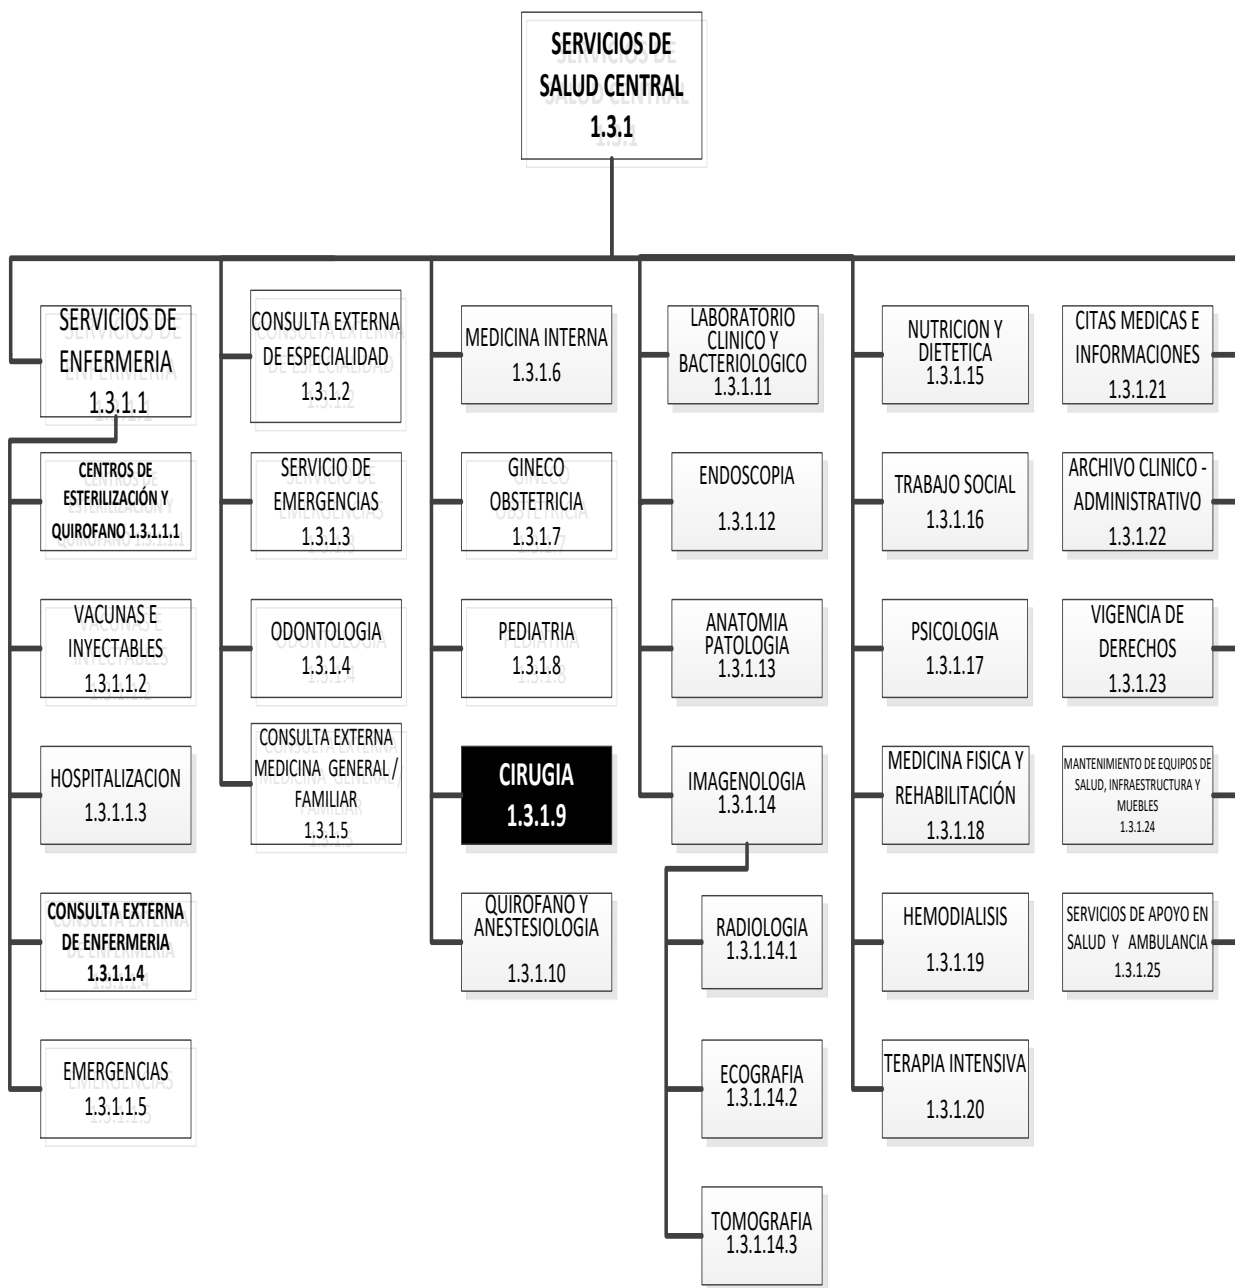 SERVICIOS DE
SALUD CENTRAL
1.3.1
SERVICIOS DE
ENFERMERIA
1.3.1.1
CENTROS DE
ESTERILIZACIÓN Y
QUIROFANO 1.3.1.1.1
VACUNAS E
INYECTABLES
1.3.1.1.2
HOSPITALIZACION
1.3.1.1.3
CONSULTA EXTERNA
DE ENFERMERIA
1.3.1.1.4
EMERGENCIAS
1.3.1.1.5
CONSULTA EXTERNA
DE ESPECIALIDAD
1.3.1.2
SERVICIO DE
EMERGENCIAS
1.3.1.3
ODONTOLOGIA
1.3.1.4
CONSULTA EXTERNA
MEDICINA GENERAL /
FAMILIAR
1.3.1.5
MEDICINA INTERNA
1.3.1.6
GINECO
OBSTETRICIA
1.3.1.7
PEDIATRIA
1.3.1.8
CIRUGIA
1.3.1.9
QUIROFANO Y
ANESTESIOLOGIA
1.3.1.10
LABORATORIO
CLINICO Y
BACTERIOLOGICO
1.3.1.11
ENDOSCOPIA
1.3.1.12
ANATOMIA
PATOLOGIA
1.3.1.13
IMAGENOLOGIA
1.3.1.14
RADIOLOGIA
1.3.1.14.1
ECOGRAFIA
1.3.1.14.2
TOMOGRAFIA
1.3.1.14.3
NUTRICION Y
DIETETICA
1.3.1.15
TRABAJO SOCIAL
1.3.1.16
PSICOLOGIA
1.3.1.17
MEDICINA FISICA Y
REHABILITACIÓN
1.3.1.18
HEMODIALISIS
1.3.1.19
TERAPIA INTENSIVA
1.3.1.20
CITAS MEDICAS E
INFORMACIONES
1.3.1.21
ARCHIVO CLINICO -
ADMINISTRATIVO
1.3.1.22
VIGENCIA DE
DERECHOS
1.3.1.23
MANTENIMIENTO DE EQUIPOS DE
SALUD, INFRAESTRUCTURA Y
MUEBLES
1.3.1.24
SERVICIOS DE APOYO EN
SALUD Y AMBULANCIA
1.3.1.25